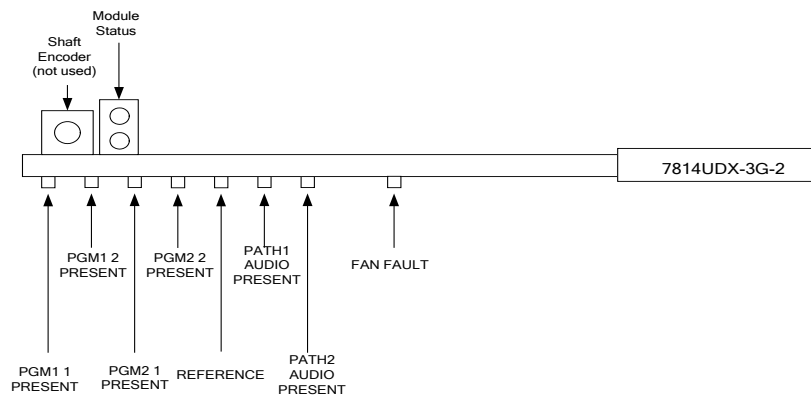 Module
Status
Shaft
Encoder
(not used)
7814UDX-3G-2
PGM1 2
PRESENT
PGM2 2
PRESENT
PATH1
AUDIO
PRESENT
FAN FAULT
PGM1 1
PRESENT
PGM2 1
PRESENT
REFERENCE
PATH2
AUDIO
PRESENT